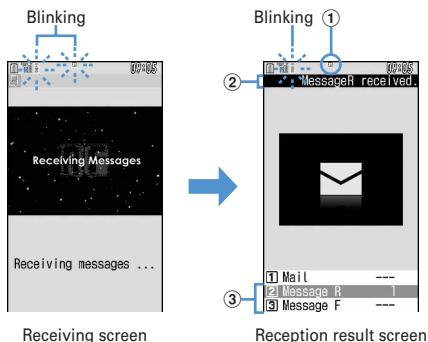 Blinking
09:05
Receiving Messages
Receiving messages ...
Receiving screen
Blinking ①
09:05
② MessageR received.
1 Mail ---
③ 2 Message R 1
3 Message F ---
Reception result screen